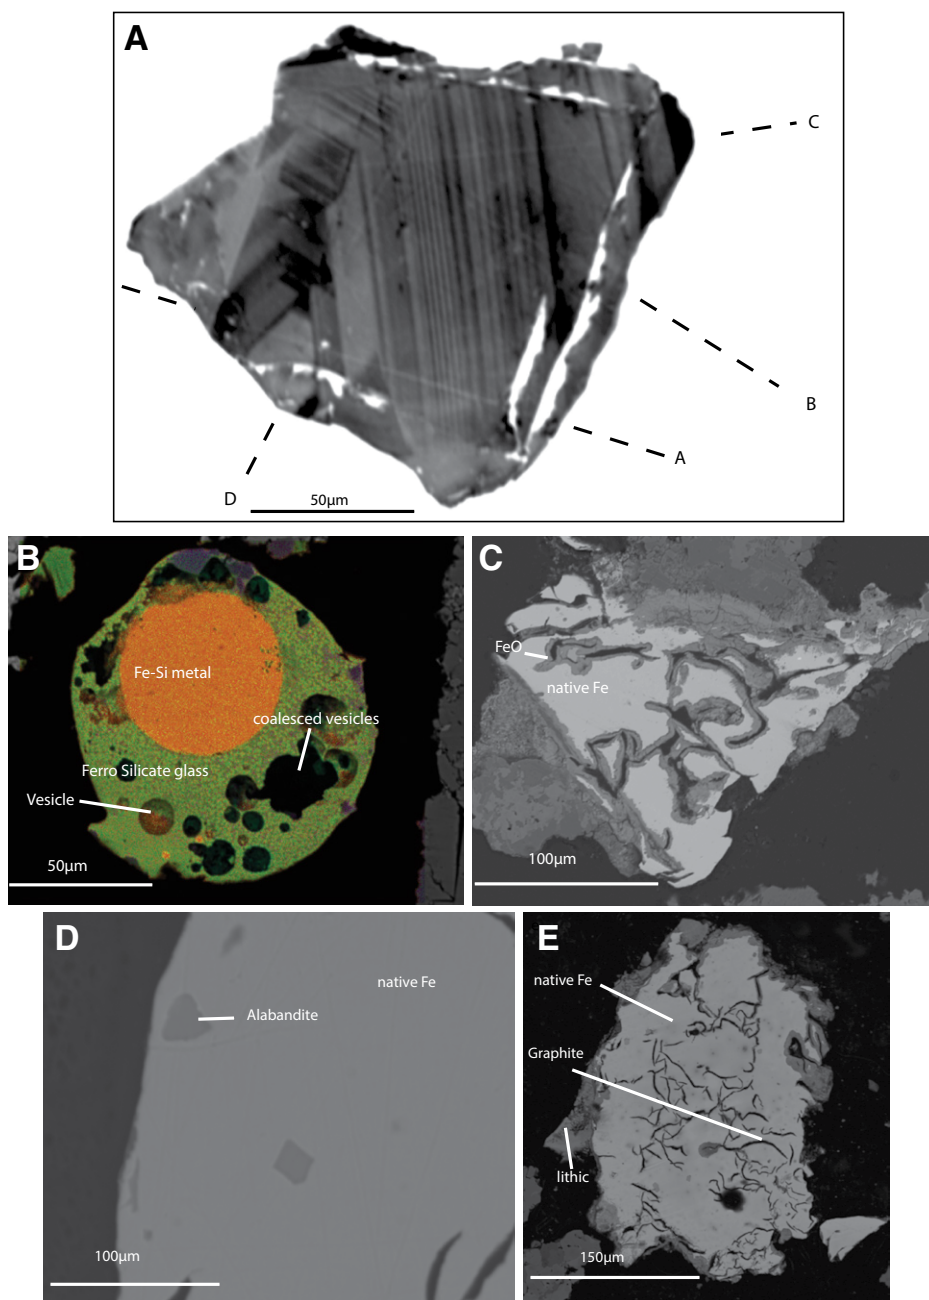 A
C
B
A
D
50µm
B
Fe-Si metal
coalesced vesicles
Ferro Silicate glass
Vesicle
50µm
C
FeO
native Fe
100µm
D
native Fe
Alabandite
100µm
E
native Fe
Graphite
lithic
150µm